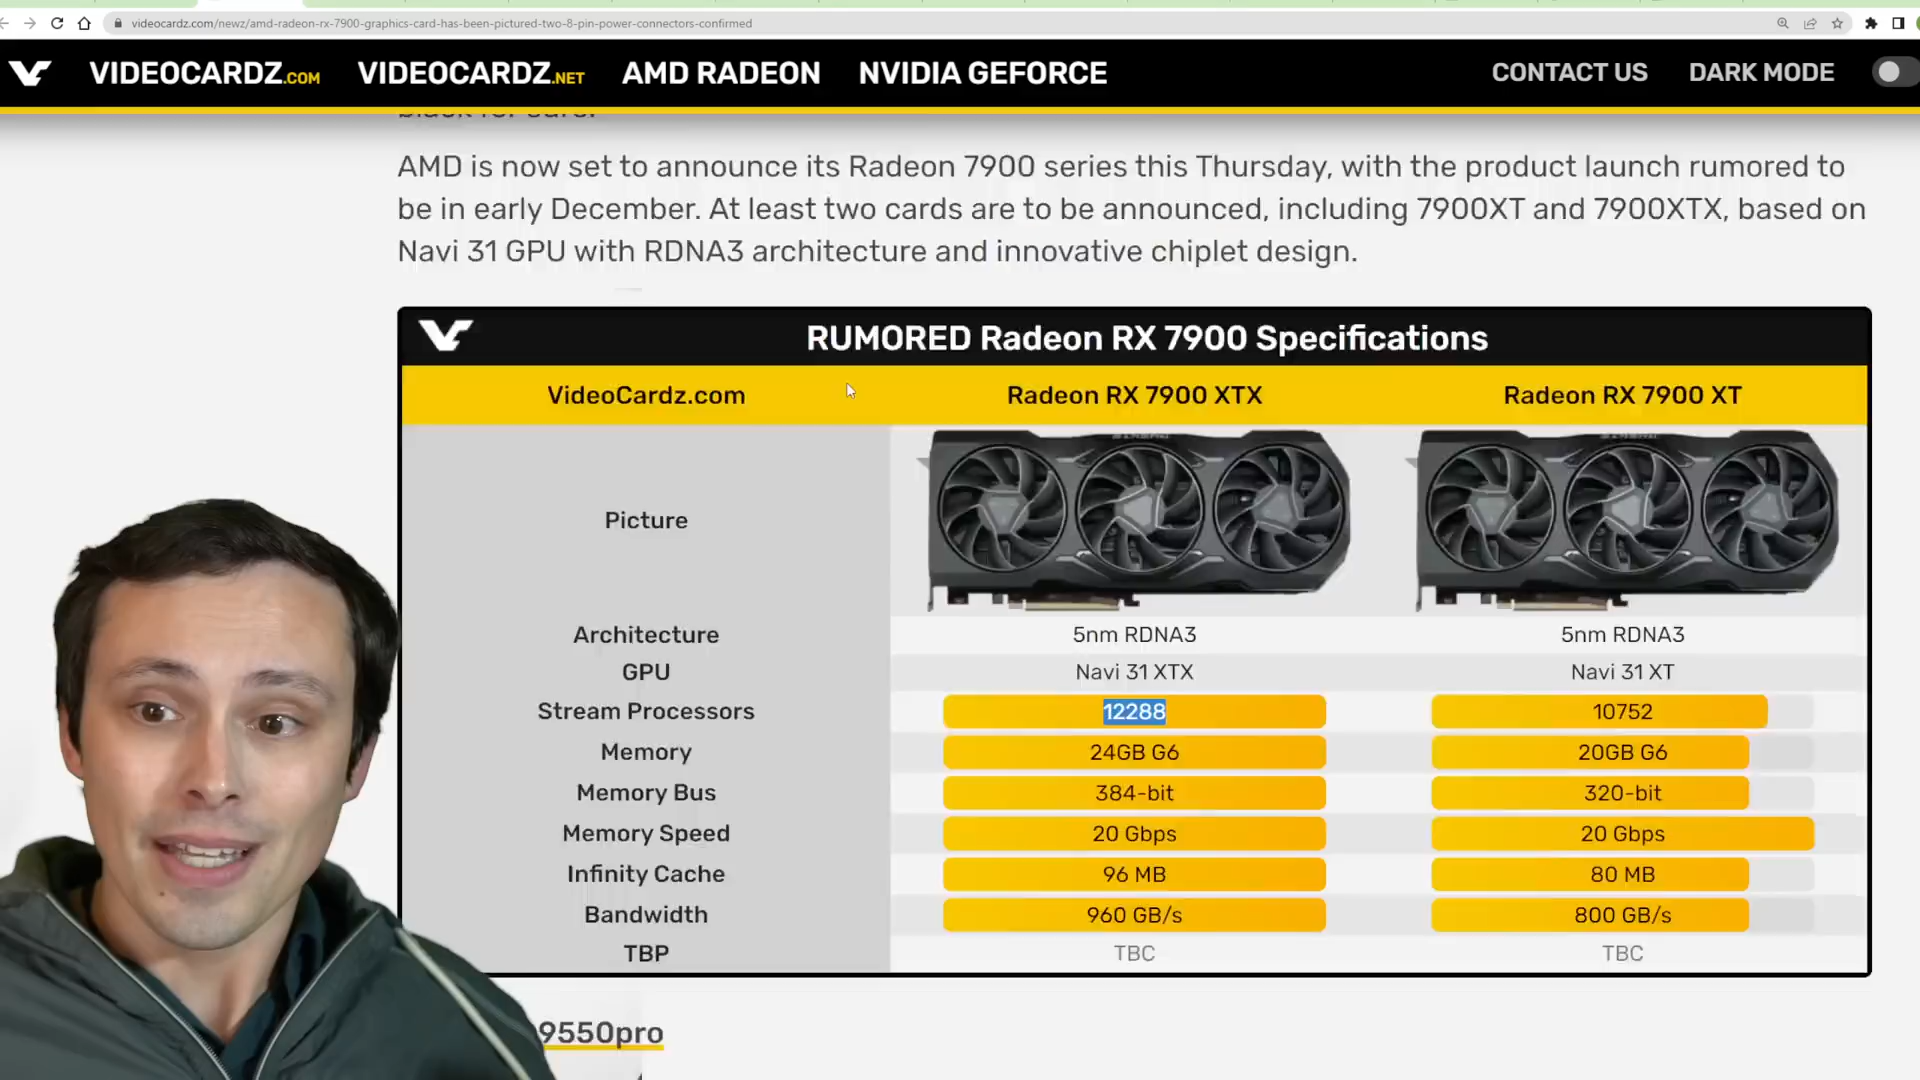 videocardz.com/newz/amd-radeon-rx-7900-graphics-card-has-been-pictured-two-8-pin-power-connectors-confirmed
VIDEOCARDZ.COM VIDEOCARDZ.NET AMD RADEON NVIDIA GEFORCE CONTACT US DARK MODE
AMD is now set to announce its Radeon 7900 series this Thursday, with the product launch rumored to
be in early December. At least two cards are to be announced, including 7900XT and 7900XTX, based on
Navi 31 GPU with RDNA3 architecture and innovative chiplet design.
RUMORED Radeon RX 7900 Specifications
VideoCardz.com Radeon RX 7900 XTX Radeon RX 7900 XT
Picture
Architecture 5nm RDNA3 5nm RDNA3
GPU Navi 31 XTX Navi 31 XT
Stream Processors 12288 10752
Memory 24GB G6 20GB G6
Memory Bus 384-bit 320-bit
Memory Speed 20 Gbps 20 Gbps
Infinity Cache 96 MB 80 MB
Bandwidth 960 GB/s 800 GB/s
TBP TBC TBC
9550pro